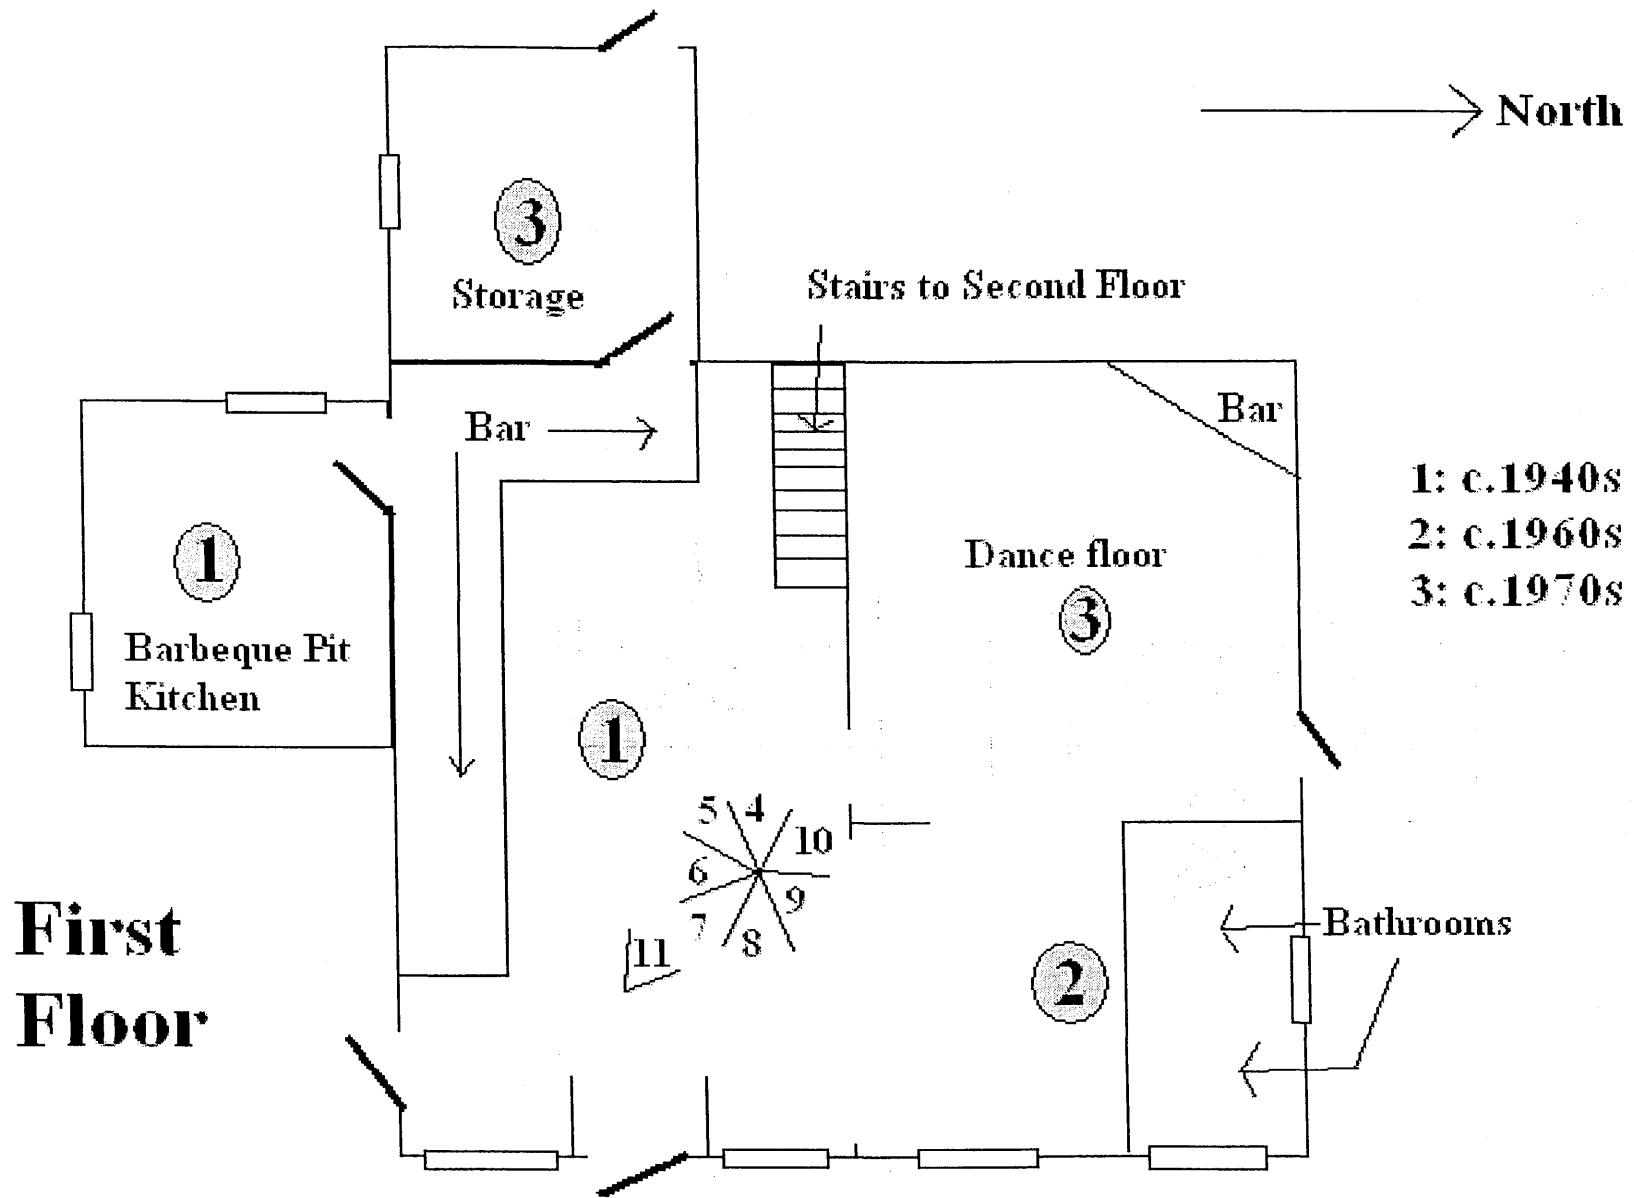 North
3
Storage
Stairs to Second Floor
Bar
Bar
1: c.1940s
2: c.1960s
3: c.1970s
1
Barbeque Pit
Kitchen
Dance floor
3
1
5
4
10
6
9
7
8
11
First
Floor
2
Bathrooms